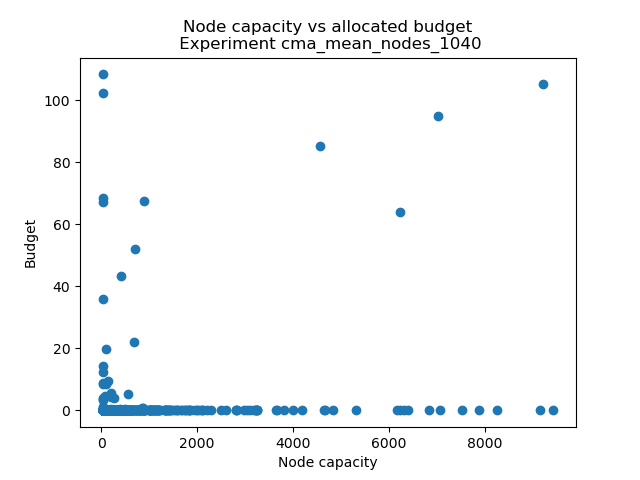 Node capacity vs allocated budget
Experiment cma_mean_nodes_1040
Budget
100
80
60
40
20
0
0 2000 4000 6000 8000
Node capacity